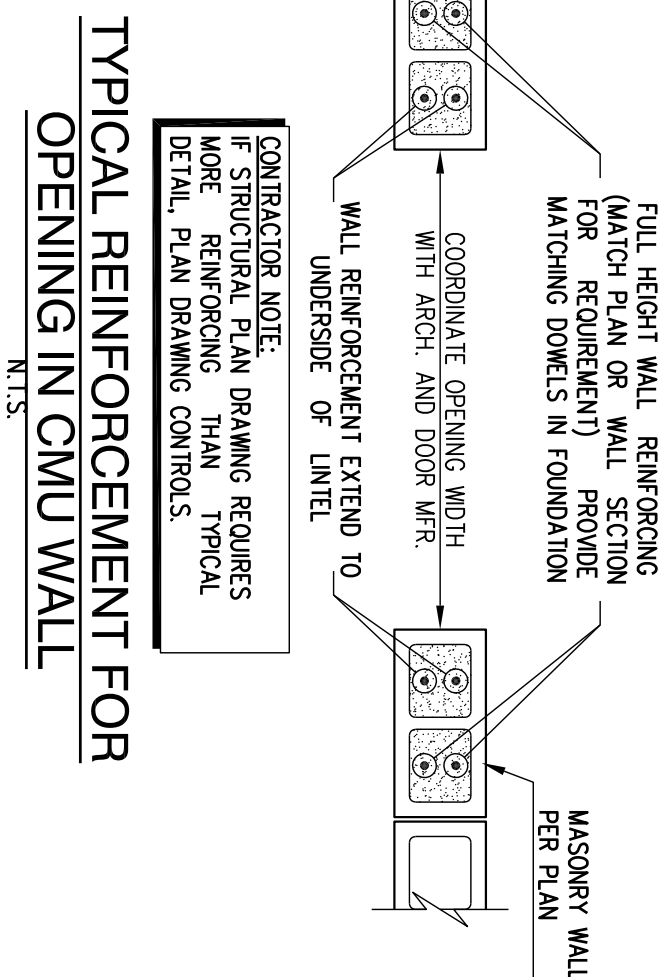 FULL HEIGHT WALL REINFORCING
(MATCH PLAN OR WALL SECTION
FOR REQUIREMENT) PROVIDE
MATCHING DOWELS IN FOUNDATION
MASONRY WALL
PER PLAN
COORDINATE OPENING WIDTH
WITH ARCH. AND DOOR MFR.
WALL REINFORCEMENT EXTEND TO
UNDERSIDE OF LINTEL
CONTRACTOR NOTE:
IF STRUCTURAL PLAN DRAWING REQUIRES
MORE REINFORCING THAN TYPICAL
DETAIL, PLAN DRAWING CONTROLS.
TYPICAL REINFORCEMENT FOR
OPENING IN CMU WALL
N.T.S.